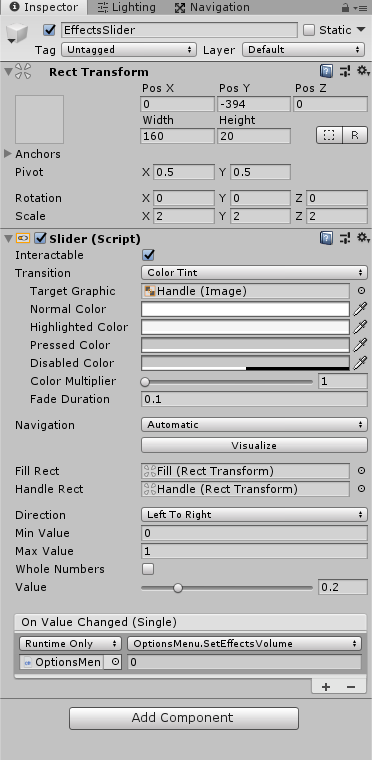 Inspector Lighting Navigation
EffectsSlider Static
Tag Untagged Layer Default
Rect Transform
Pos X Pos Y Pos Z
0 -394 0
Width Height
160 20 R
Anchors
Pivot X 0.5 Y 0.5
Rotation X 0 Y 0 Z 0
Scale X 2 Y 2 Z 2
Slider (Script)
Interactable
Transition Color Tint
Target Graphic Handle (Image)
Normal Color
Highlighted Color
Pressed Color
Disabled Color
Color Multiplier 1
Fade Duration 0.1
Navigation Automatic
Visualize
Fill Rect Fill (Rect Transform)
Handle Rect Handle (Rect Transform)
Direction Left To Right
Min Value 0
Max Value 1
Whole Numbers
Value 0.2
On Value Changed (Single)
Runtime Only OptionsMenu.SetEffectsVolume
OptionsMen 0
+ −
Add Component